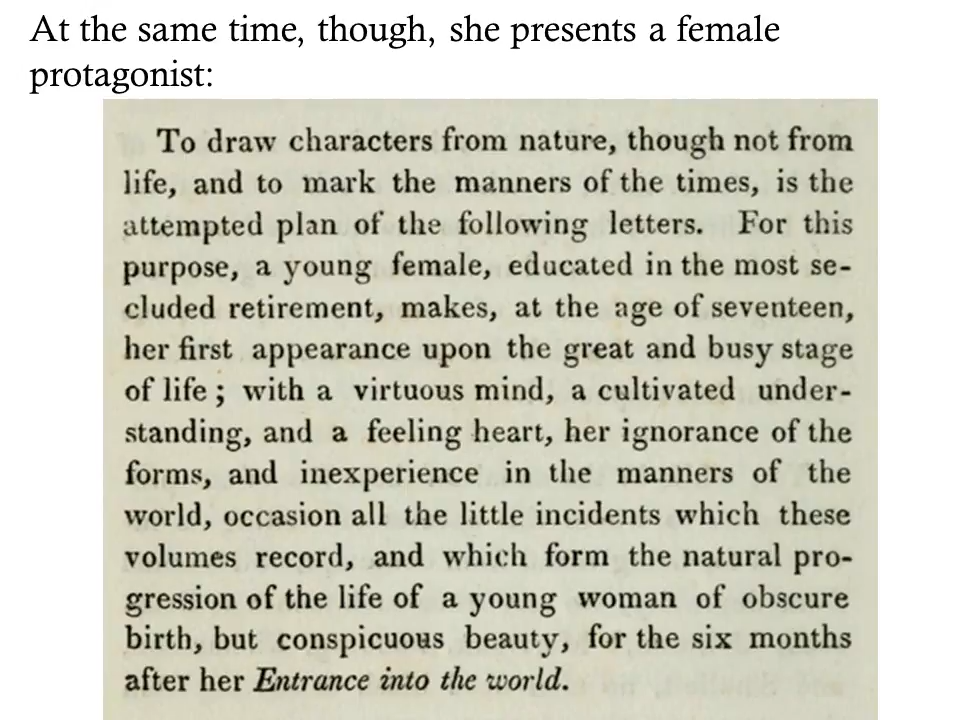 At the same time, though, she presents a female
protagonist:
To draw characters from nature, though not from
life, and to mark the manners of the times, is the
attempted plan of the following letters. For this
purpose, a young female, educated in the most se-
cluded retirement, makes, at the age of seventeen,
her first appearance upon the great and busy stage
of life; with a virtuous mind, a cultivated under-
standing, and a feeling heart, her ignorance of the
forms, and inexperience in the manners of the
world, occasion all the little incidents which these
volumes record, and which form the natural pro-
gression of the life of a young woman of obscure
birth, but conspicuous beauty, for the six months
after her Entrance into the world.